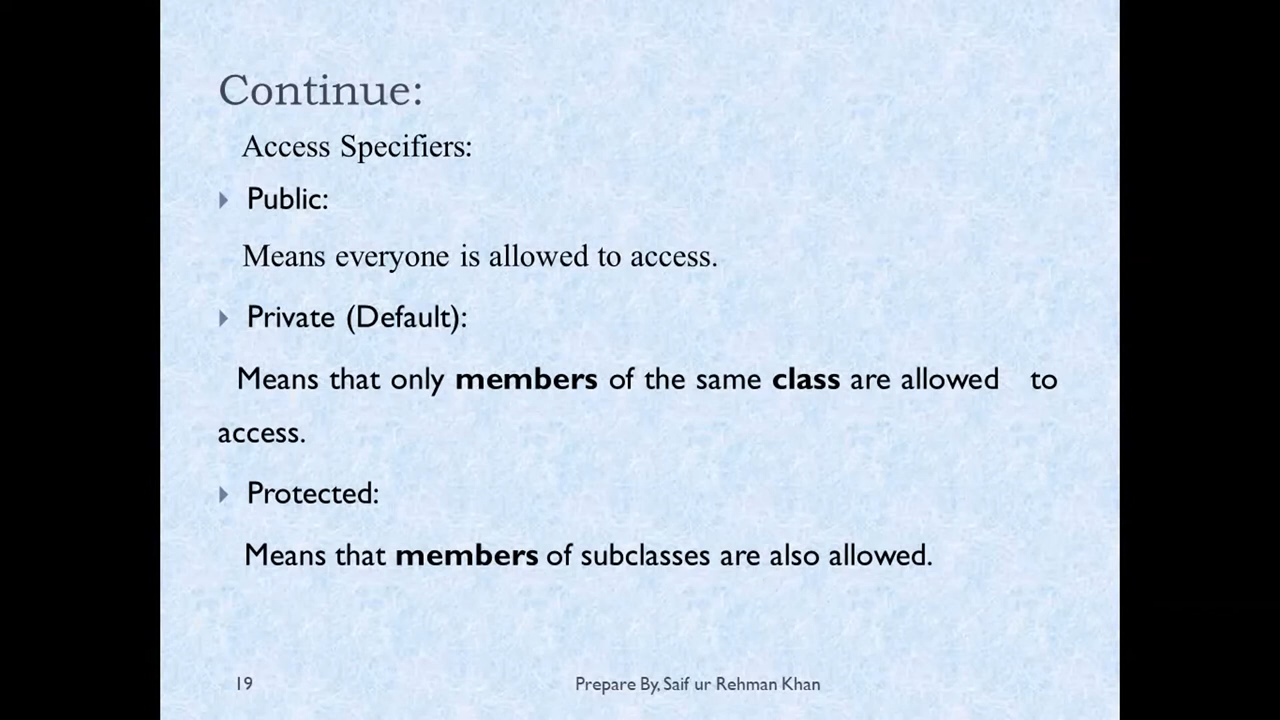 Continue:
Access Specifiers:
Public:
Means everyone is allowed to access.
Private (Default):
Means that only members of the same class are allowed to
access.
Protected:
Means that members of subclasses are also allowed.
19 Prepare By, Saif ur Rehman Khan